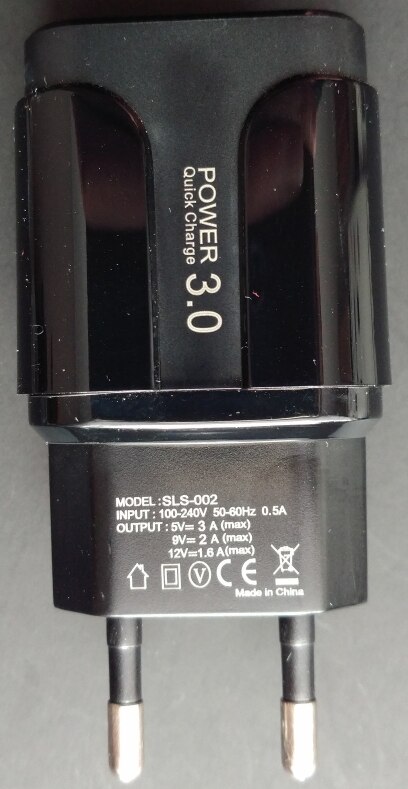 POWER 3.0
Quick Charge
MODEL:SLS-002
INPUT : 100-240V 50-60Hz 0.5A
OUTPUT : 5V= 3 A (max)
9V= 2 A (max)
12V=1.6 A(max)
V CE
Made in China